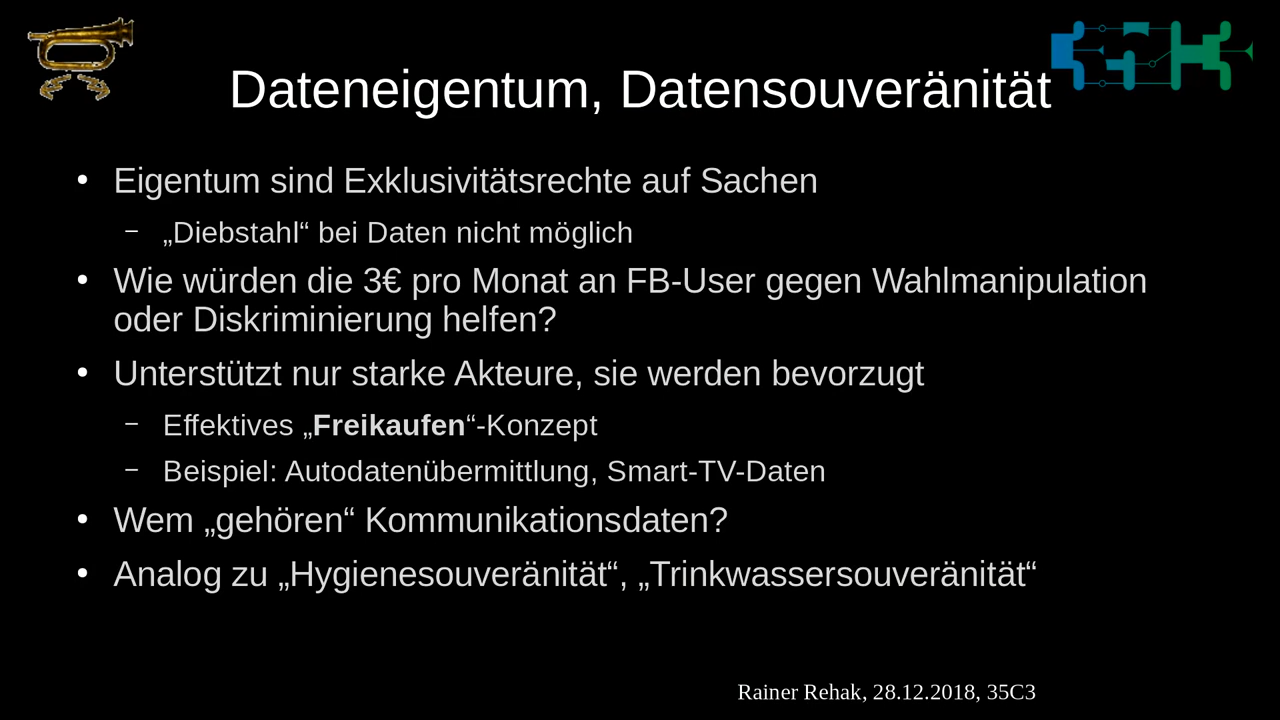 Dateneigentum, Datensouveränität
● Eigentum sind Exklusivitätsrechte auf Sachen
– „Diebstahl“ bei Daten nicht möglich
● Wie würden die 3€ pro Monat an FB-User gegen Wahlmanipulation
oder Diskriminierung helfen?
● Unterstützt nur starke Akteure, sie werden bevorzugt
– Effektives „Freikaufen“-Konzept
– Beispiel: Autodatenübermittlung, Smart-TV-Daten
● Wem „gehören“ Kommunikationsdaten?
● Analog zu „Hygienesouveränität“, „Trinkwassersouveränität“
Rainer Rehak, 28.12.2018, 35C3